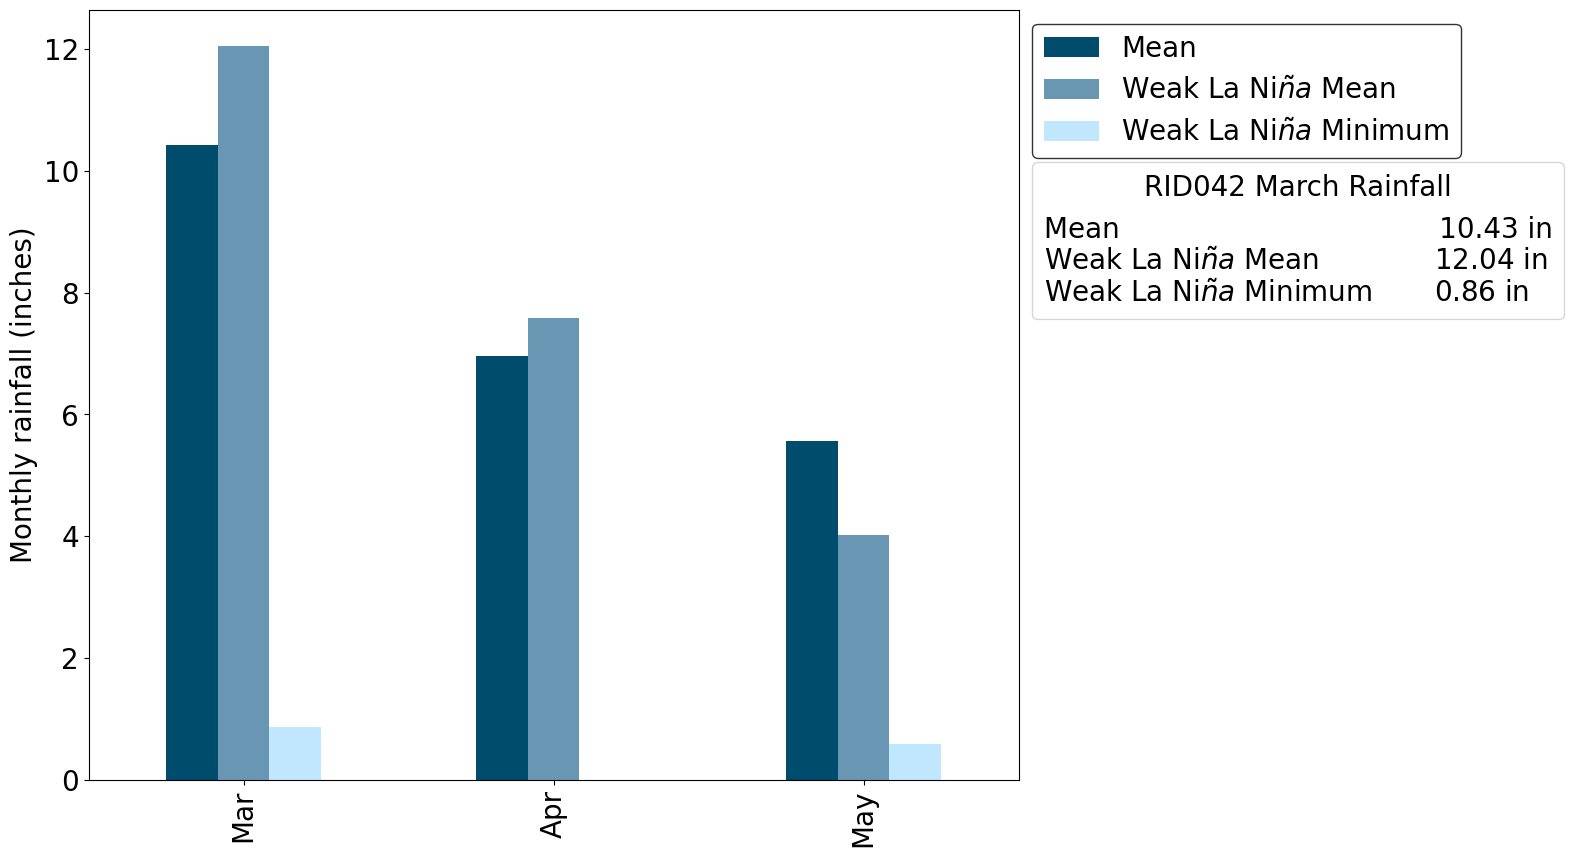 Monthly rainfall (inches)
12
10
8
6
4
2
0
Mar
Apr
May
Mean
Weak La Niña Mean
Weak La Niña Minimum
RID042 March Rainfall
Mean 10.43 in
Weak La Niña Mean 12.04 in
Weak La Niña Minimum 0.86 in